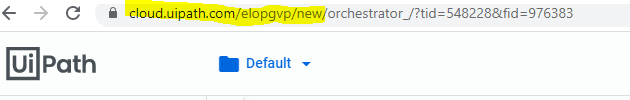 cloud.uipath.com/elopgvp/new/orchestrator_/?tid=548228&fid=976383
UiPath Default